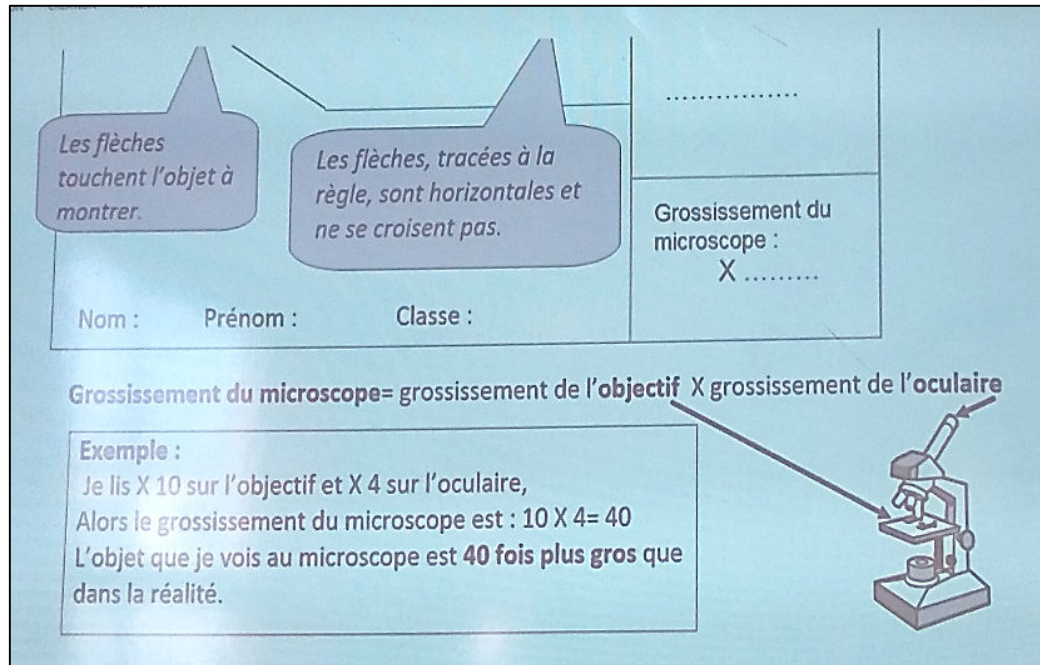 Les flèches
touchent l'objet à
montrer.
Les flèches, tracées à la
règle, sont horizontales et
ne se croisent pas.
................
Grossissement du
microscope :
X .........
Nom : Prénom : Classe :
Grossissement du microscope= grossissement de l'objectif X grossissement de l'oculaire
Exemple :
Je lis X 10 sur l'objectif et X 4 sur l'oculaire,
Alors le grossissement du microscope est : 10 X 4= 40
L'objet que je vois au microscope est 40 fois plus gros que
dans la réalité.